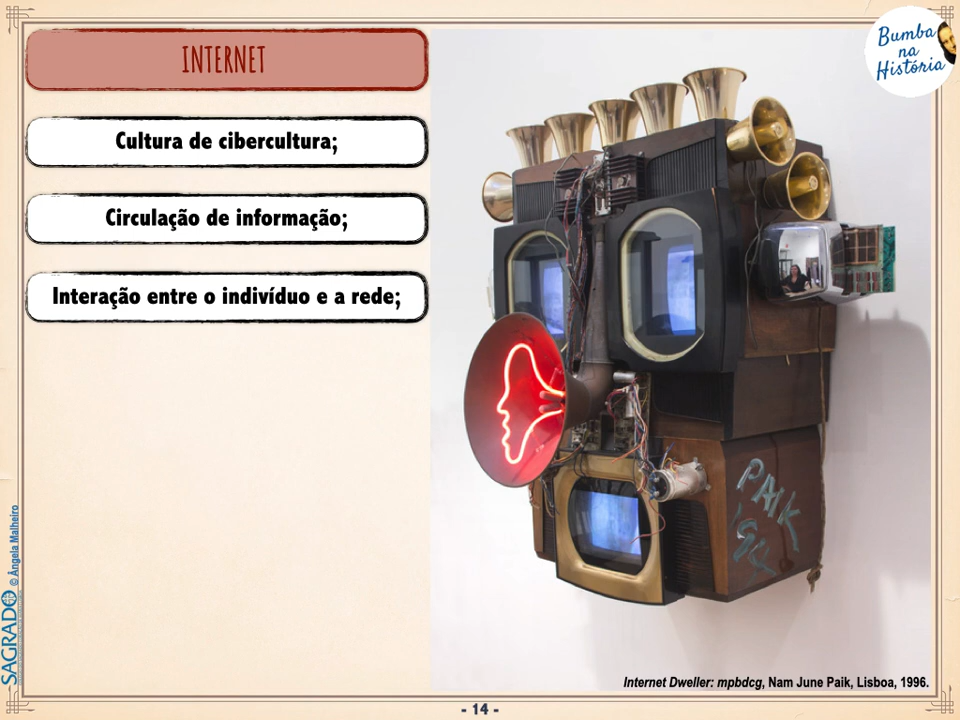 INTERNET
Bumba
na
História
Cultura de cibercultura;
Circulação de informação;
Interação entre o indivíduo e a rede;
PAIK
SAGRADO
© Ângela Malheiro
Internet Dweller: mpbdcg, Nam June Paik, Lisboa, 1996.
- 14 -